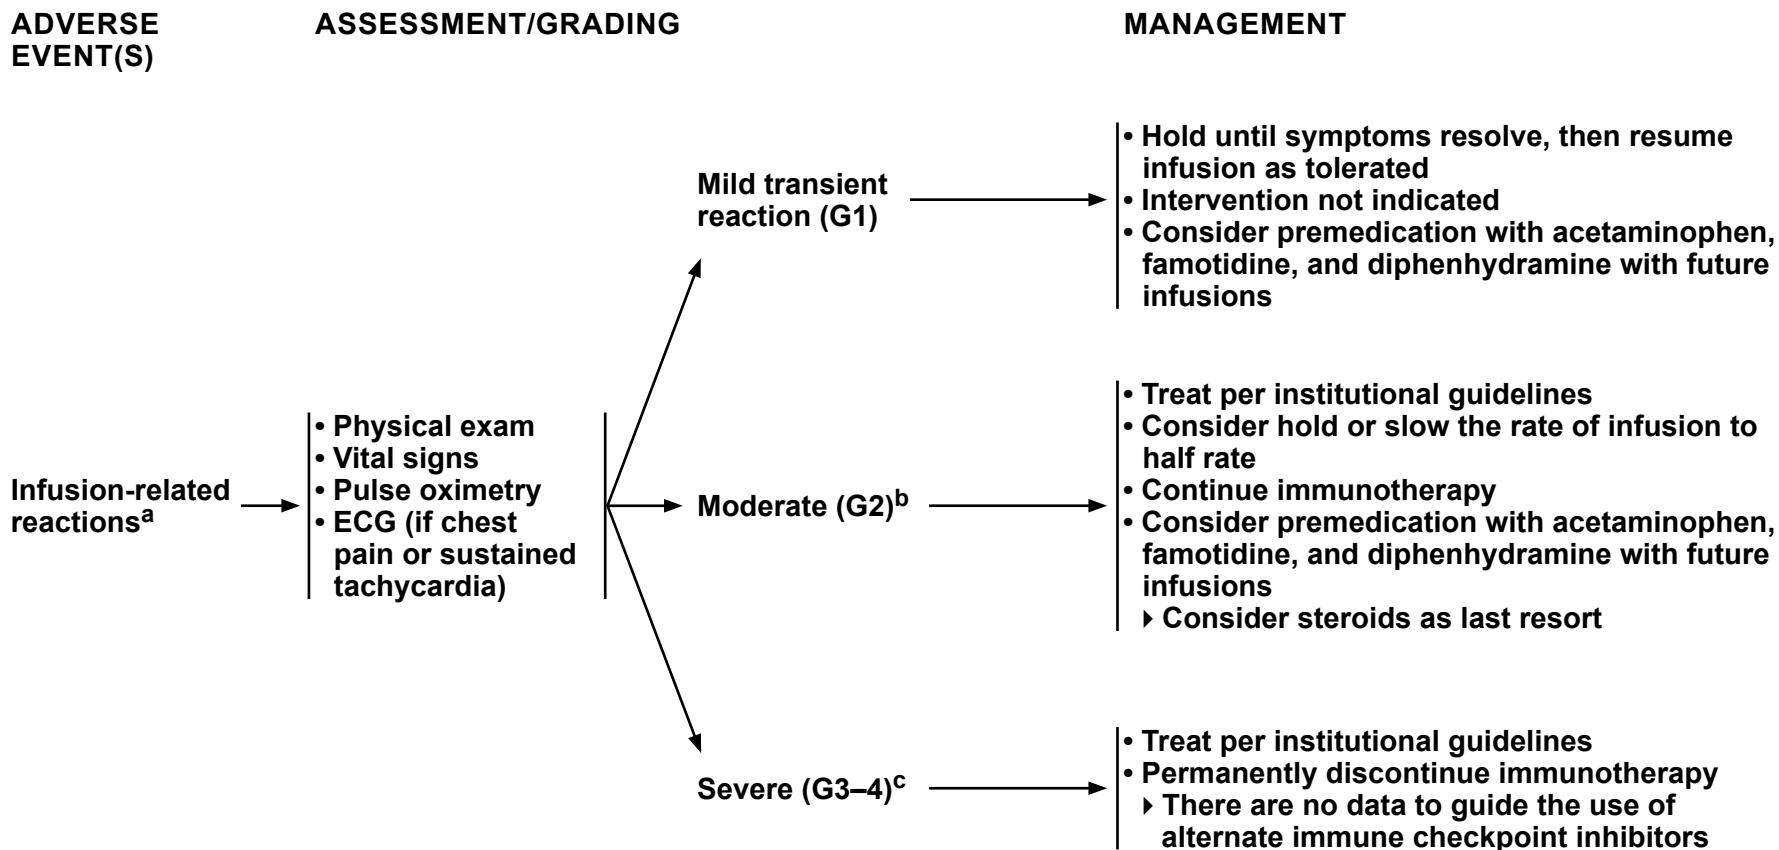 ADVERSE
EVENT(S)
ASSESSMENT/GRADING
MANAGEMENT
Infusion-related
reactionsa
• Physical exam
• Vital signs
• Pulse oximetry
• ECG (if chest
pain or sustained
tachycardia)
Mild transient
reaction (G1)
• Hold until symptoms resolve, then resume
infusion as tolerated
• Intervention not indicated
• Consider premedication with acetaminophen,
famotidine, and diphenhydramine with future
infusions
Moderate (G2)b
• Treat per institutional guidelines
• Consider hold or slow the rate of infusion to
half rate
• Continue immunotherapy
• Consider premedication with acetaminophen,
famotidine, and diphenhydramine with future
infusions
▸ Consider steroids as last resort
Severe (G3–4)c
• Treat per institutional guidelines
• Permanently discontinue immunotherapy
▸ There are no data to guide the use of
alternate immune checkpoint inhibitors